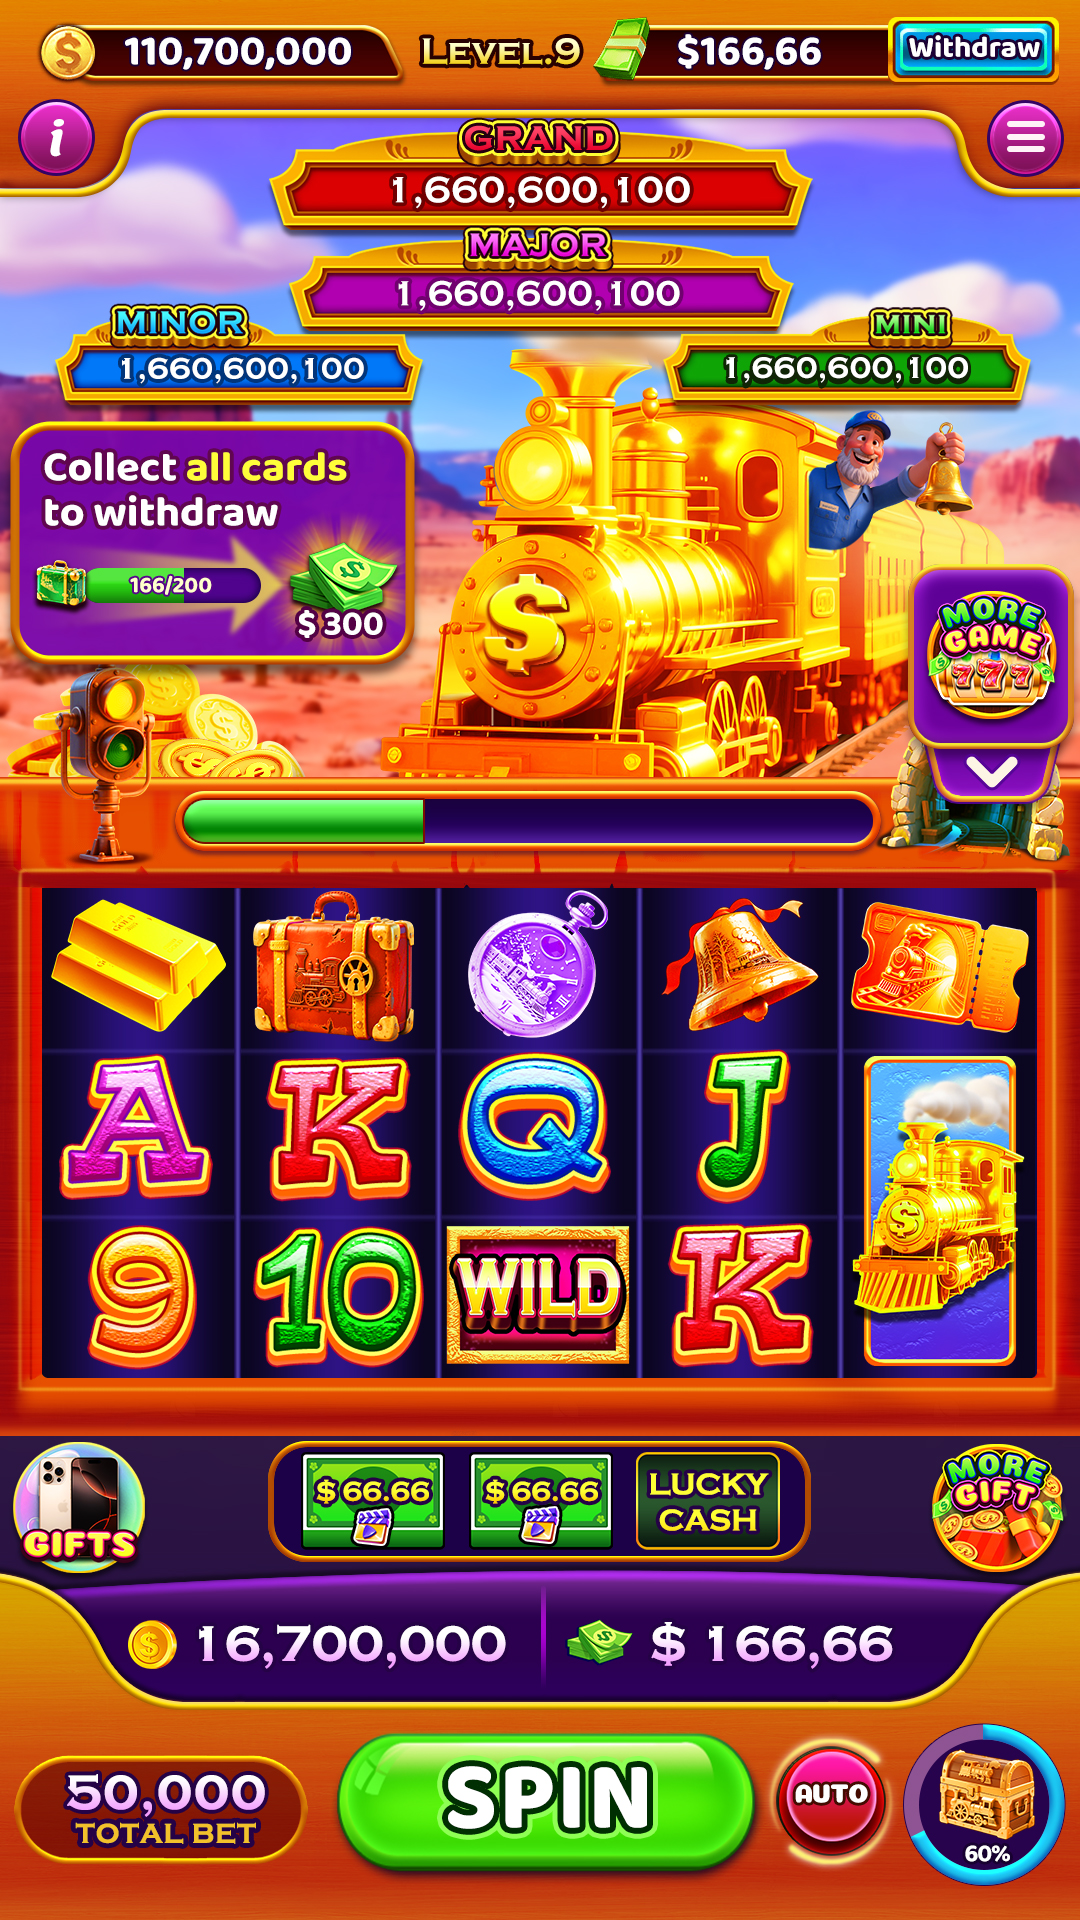 110,700,000
LEVEL.9
$166,66
Withdraw
i
GRAND
1,660,600,100
MAJOR
1,660,600,100
MINOR
1,660,600,100
MINI
1,660,600,100
Collect all cards
to withdraw
166/200
$300
$
MORE
GAME
777
A K Q J
9 10 WILD K
$
GIFTS
$66.66
$66.66
LUCKY
CASH
MORE
GIFT
16,700,000
$ 166,66
50,000
TOTAL BET
SPIN
AUTO
60%